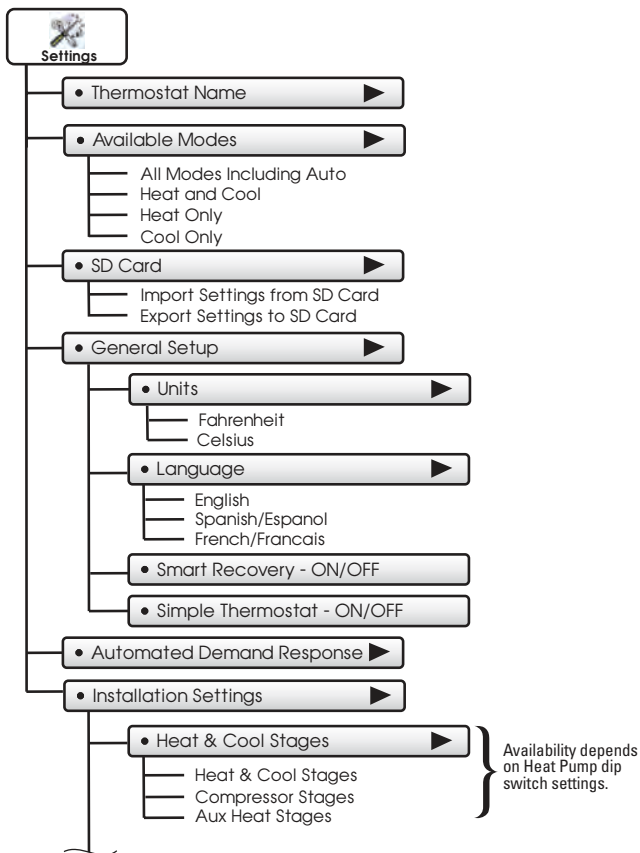 Settings
• Thermostat Name
• Available Modes
All Modes Including Auto
Heat and Cool
Heat Only
Cool Only
• SD Card
Import Settings from SD Card
Export Settings to SD Card
• General Setup
• Units
Fahrenheit
Celsius
• Language
English
Spanish/Espanol
French/Francais
• Smart Recovery - ON/OFF
• Simple Thermostat - ON/OFF
• Automated Demand Response
• Installation Settings
• Heat & Cool Stages
Heat & Cool Stages
Compressor Stages
Aux Heat Stages
Availability depends
on Heat Pump dip
switch settings.